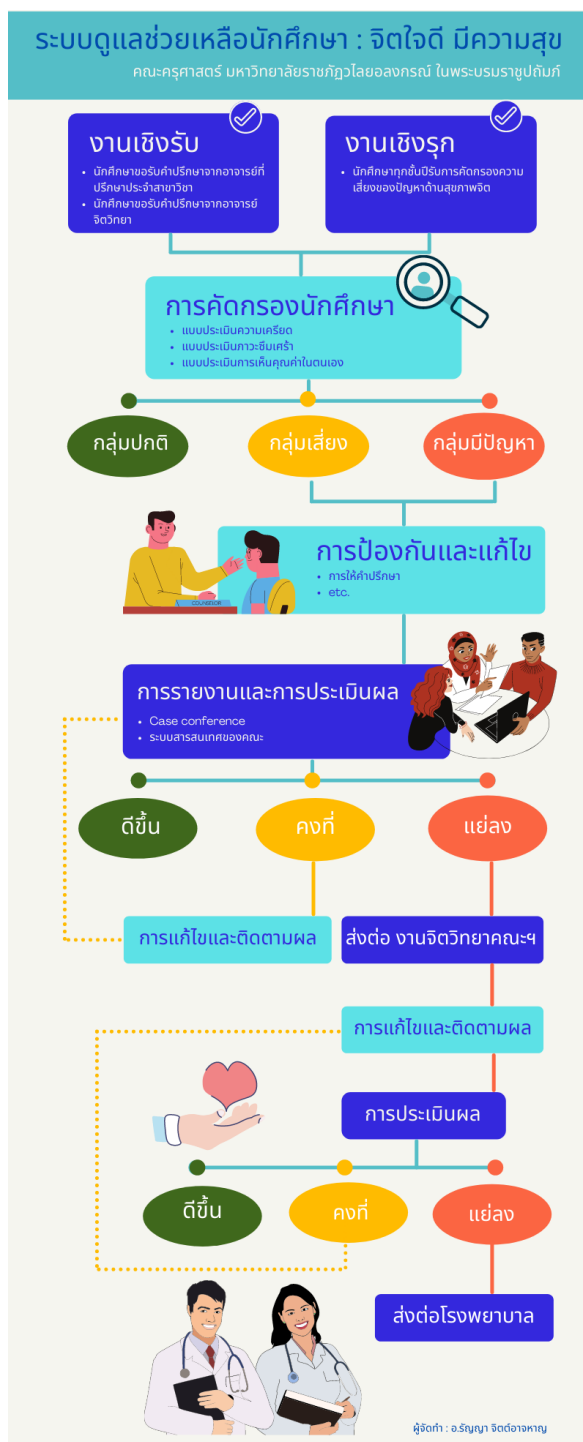 ระบบดูแลช่วยเหลือนักศึกษา : จิตใจดี มีความสุข
คณะครุศาสตร์ มหาวิทยาลัยราชภัฏวไลยอลงกรณ์ ในพระบรมราชูปถัมภ์
งานเชิงรับ
• นักศึกษาขอรับคำปรึกษาจากอาจารย์ที่
ปรึกษาประจำสาขาวิชา
• นักศึกษาขอรับคำปรึกษาจากอาจารย์
จิตวิทยา
งานเชิงรุก
• นักศึกษาทุกชั้นปีรับการคัดกรองความ
เสี่ยงของปัญหาด้านสุขภาพจิต
การคัดกรองนักศึกษา
• แบบประเมินความเครียด
• แบบประเมินภาวะซึมเศร้า
• แบบประเมินการเห็นคุณค่าในตนเอง
กลุ่มปกติ
กลุ่มเสี่ยง
กลุ่มมีปัญหา
การป้องกันและแก้ไข
• การให้คำปรึกษา
• etc.
COUNSELOR
การรายงานและการประเมินผล
• Case conference
• ระบบสารสนเทศของคณะ
ดีขึ้น
คงที่
แย่ลง
การแก้ไขและติดตามผล
ส่งต่อ งานจิตวิทยาคณะฯ
การแก้ไขและติดตามผล
การประเมินผล
ดีขึ้น
คงที่
แย่ลง
ส่งต่อโรงพยาบาล
ผู้จัดทำ : อ.รัญญา จิตต์อาจหาญ